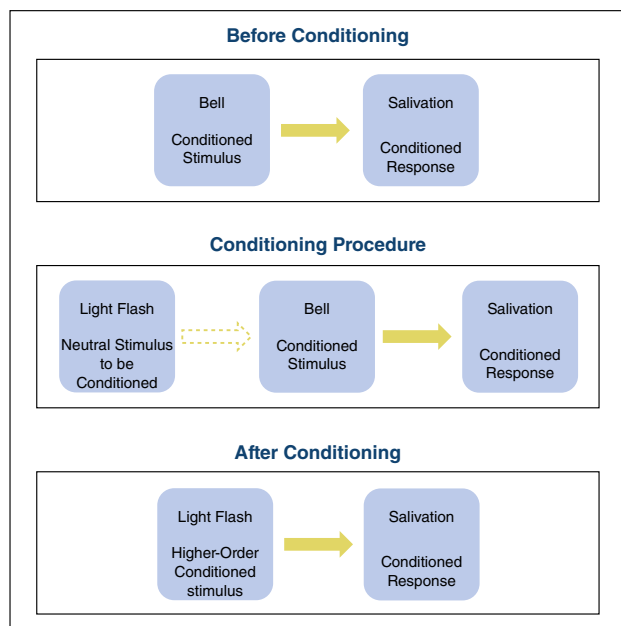 Before Conditioning
Bell
Conditioned
Stimulus
Salivation
Conditioned
Response
Conditioning Procedure
Light Flash
Neutral Stimulus
to be
Conditioned
Bell
Conditioned
Stimulus
Salivation
Conditioned
Response
After Conditioning
Light Flash
Higher-Order
Conditioned
stimulus
Salivation
Conditioned
Response